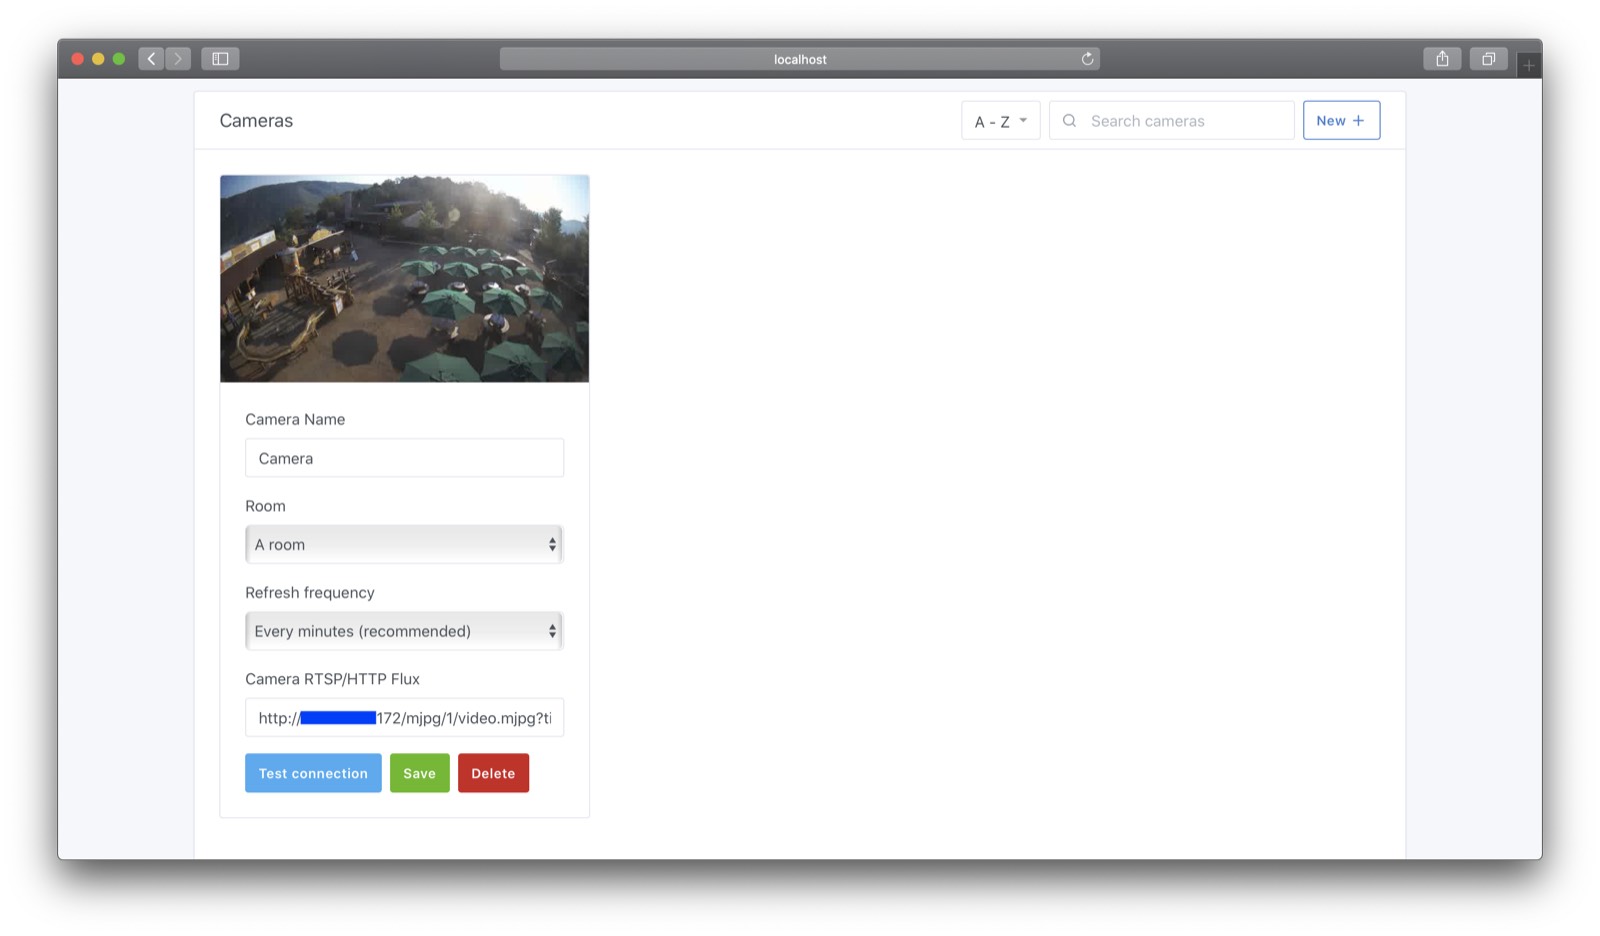 localhost
Cameras
A - Z
Search cameras
New +
Camera Name
Camera
Room
A room
Refresh frequency
Every minutes (recommended)
Camera RTSP/HTTP Flux
http://172/mjpg/1/video.mjpg?ti
Test connection
Save
Delete